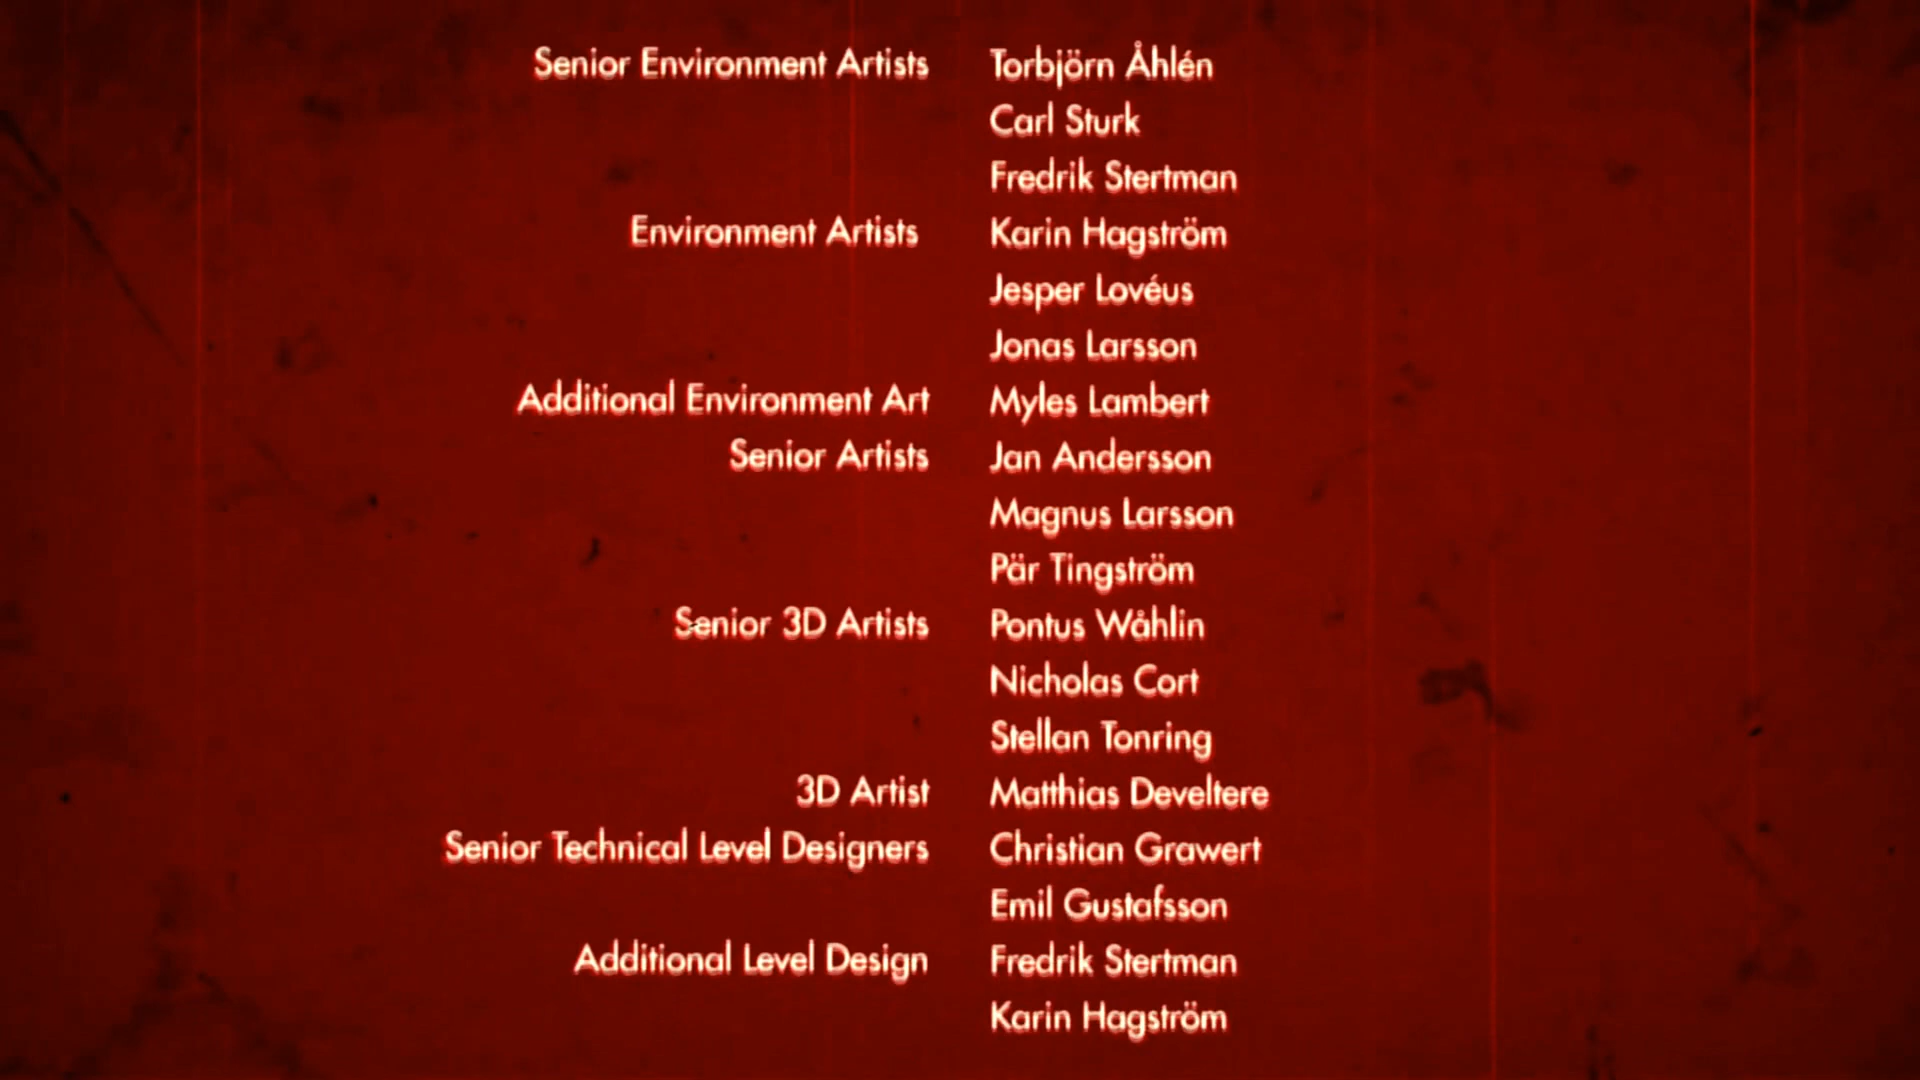 Senior Environment Artists Torbjörn Åhlén
Carl Sturk
Fredrik Stertman
Environment Artists Karin Hagström
Jesper Lovéus
Jonas Larsson
Additional Environment Art Myles Lambert
Senior Artists Jan Andersson
Magnus Larsson
Pär Tingström
Senior 3D Artists Pontus Wåhlin
Nicholas Cort
Stellan Tonring
3D Artist Matthias Develtere
Senior Technical Level Designers Christian Grawert
Emil Gustafsson
Additional Level Design Fredrik Stertman
Karin Hagström